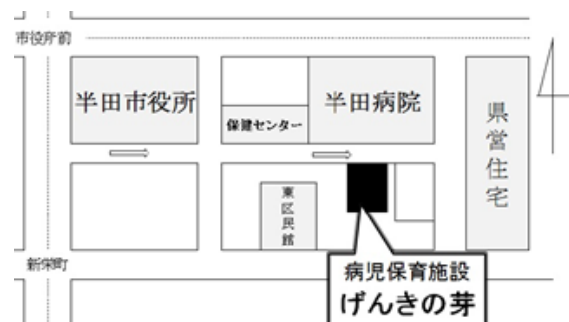 市役所前
半田市役所
保健センター
半田病院
県営住宅
東区民館
新栄町
病児保育施設
げんきの芽